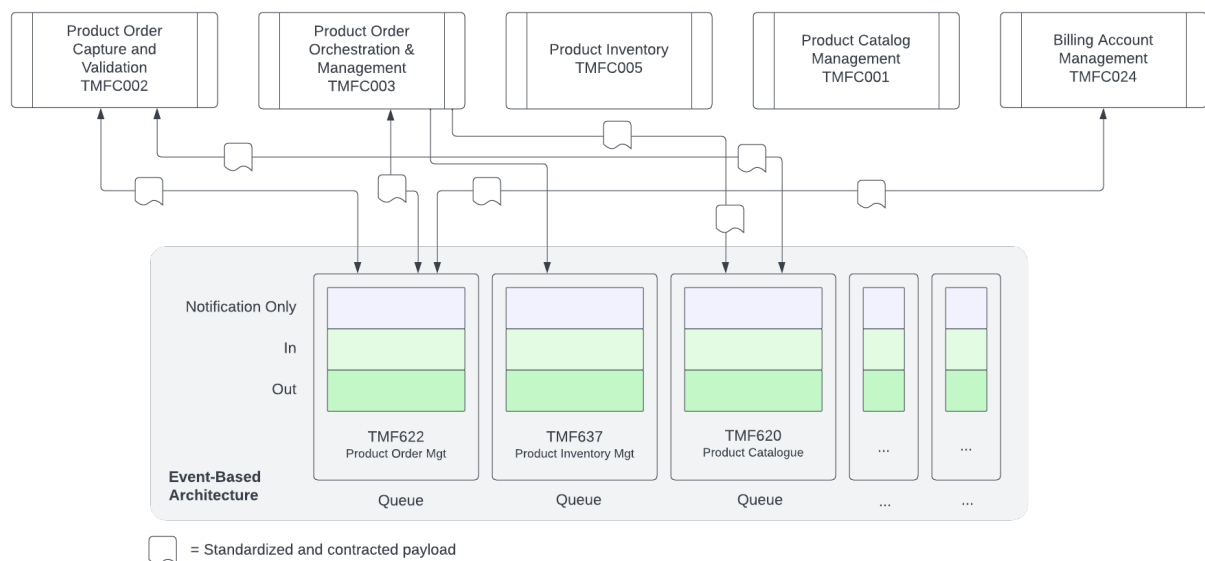 Product Order
Capture and
Validation
TMFC002
Product Order
Orchestration &
Management
TMFC003
Product Inventory
TMFC005
Product Catalog
Management
TMFC001
Billing Account
Management
TMFC024
Notification Only
In
Out
TMF622
Product Order Mgt
TMF637
Product Inventory Mgt
TMF620
Product Catalogue
...
...
Event-Based
Architecture
Queue
Queue
Queue
...
...
= Standardized and contracted payload